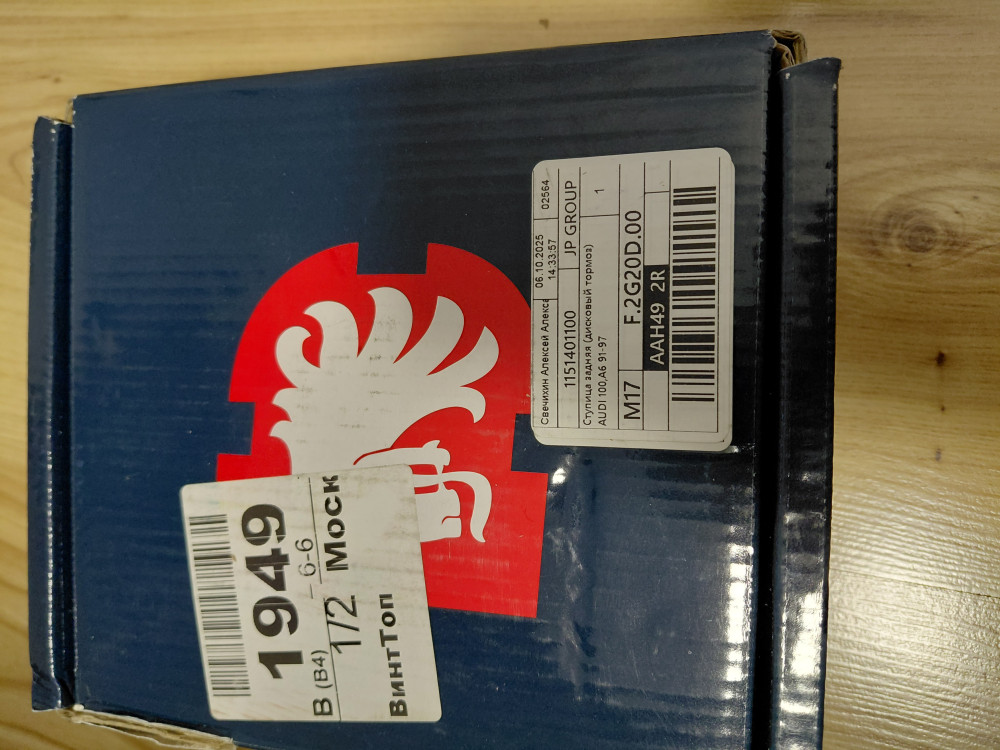 Свечихин Алексей Алекса 06.10.2025 14:33:57 02564
1151401100 JP GROUP
Ступица задняя (дисковый тормоз) 1
AUDI 100,A6 91-97
M17 F.2G20D.00
AAH49 2R
1949
B (B4) 6-6
1/2 Моск
ВинтТоп